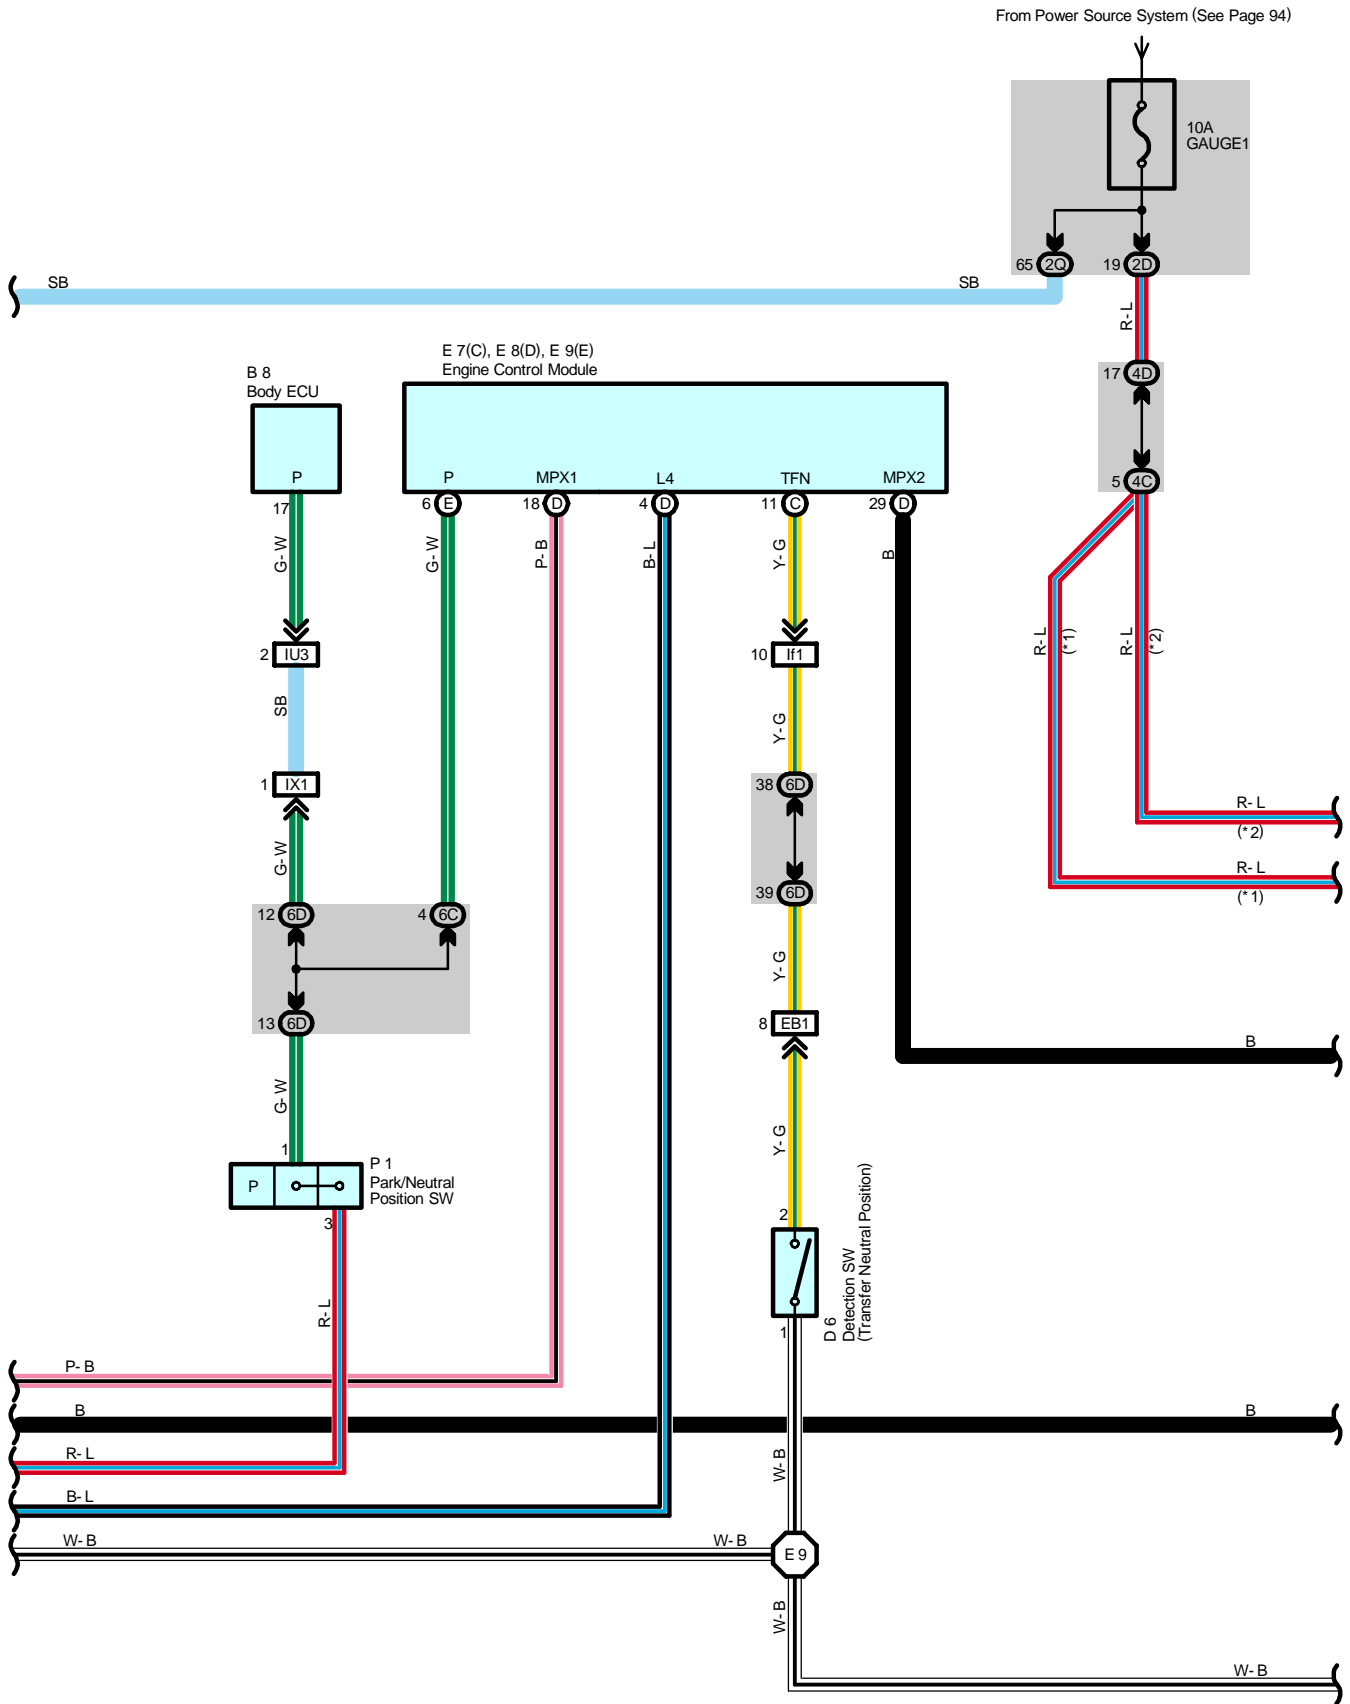 From Power Source System (See Page 94)
10A
GAUGE1
65 2Q
19 2D
SB
SB
R-L
17 4D
5 4C
E 7(C), E 8(D), E 9(E)
Engine Control Module
B 8
Body ECU
P
P
MPX1
L4
TFN
MPX2
17
6 E
18 D
4 D
11 C
29 D
G-W
G-W
P-B
B-L
Y-G
B
R-L
(*1)
R-L
(*2)
2 IU3
10 If1
SB
Y-G
1 IX1
38 6D
R-L
(*2)
G-W
R-L
(*1)
39 6D
12 6D
4 6C
Y-G
13 6D
8 EB1
B
G-W
Y-G
1
P 1
Park/Neutral
Position SW
P
3
2
D 6
Detection SW
(Transfer Neutral Position)
1
R-L
P-B
B
B
R-L
W-B
B-L
W-B
W-B
E 9
W-B
W-B